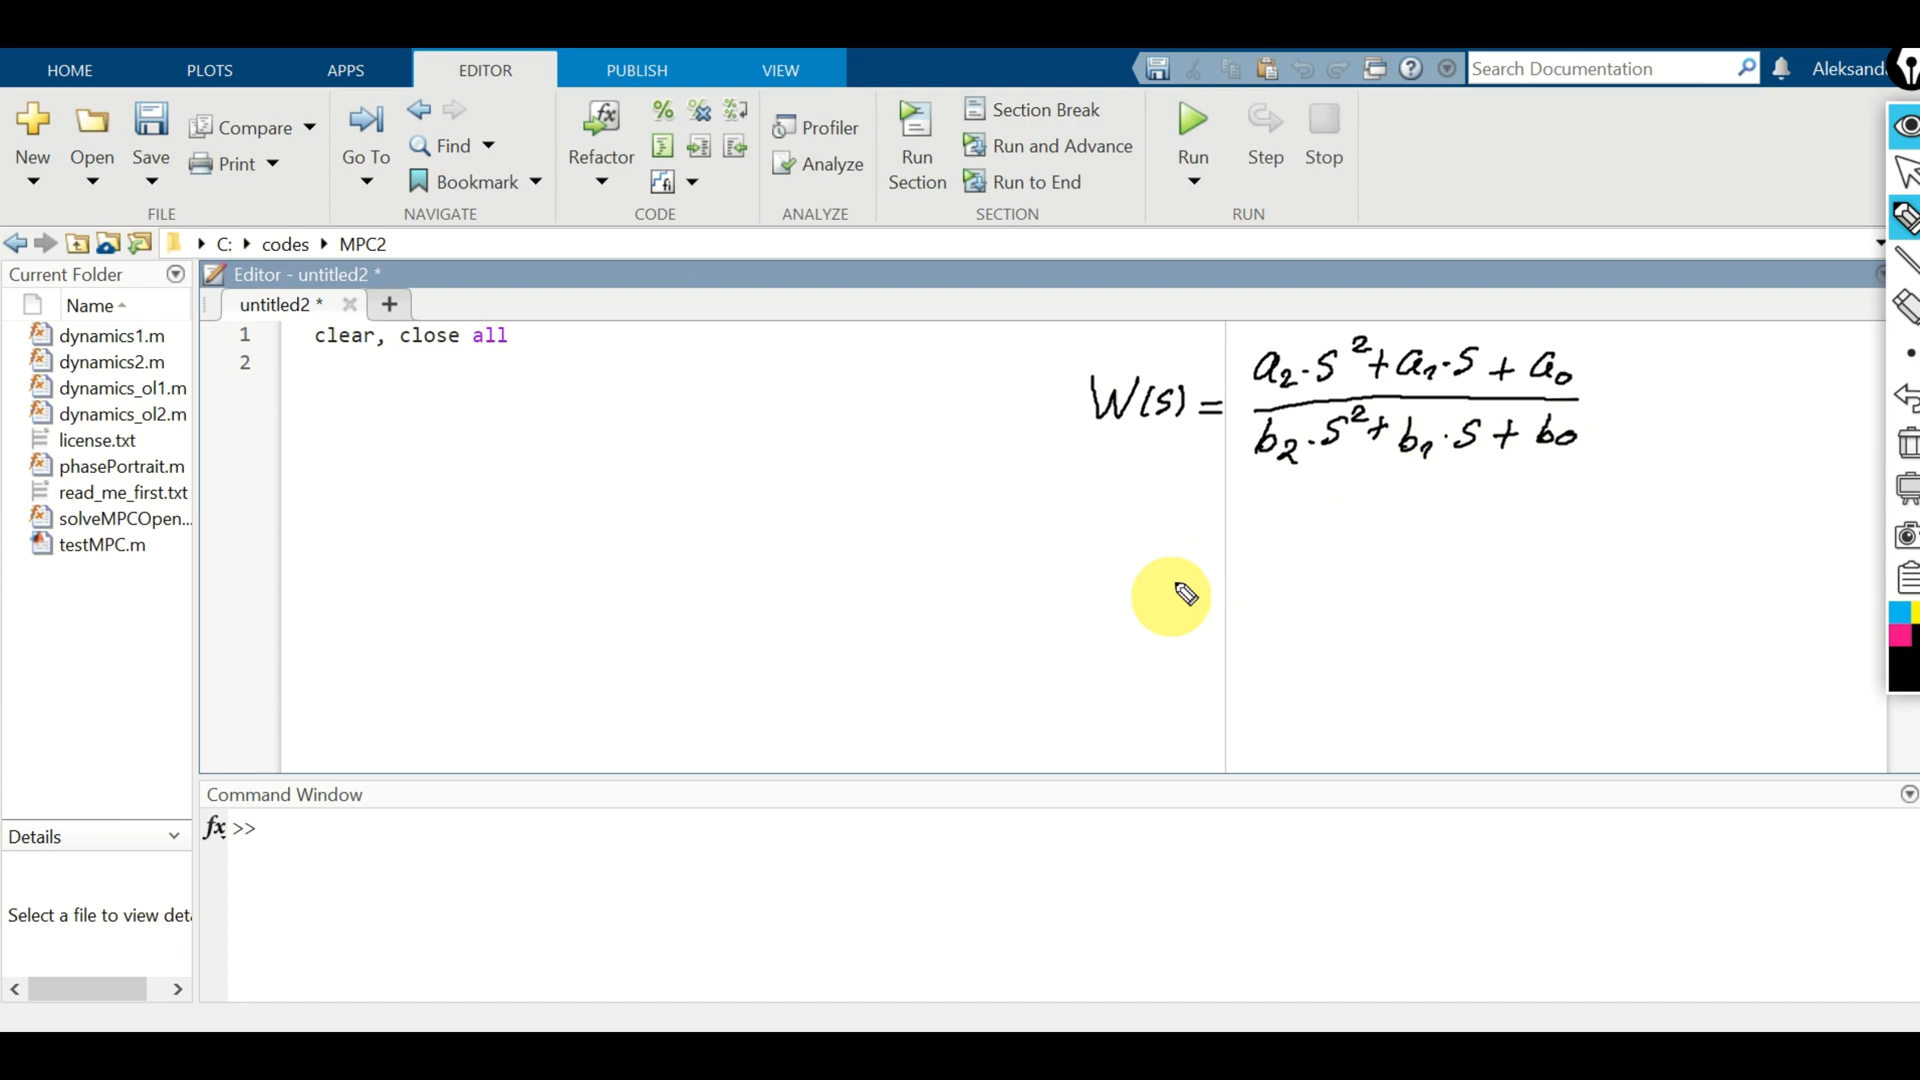 HOME PLOTS APPS EDITOR PUBLISH VIEW Search Documentation
New Open Save Compare Print Go To Find Bookmark Refactor Profiler Analyze Run Section Section Break Run and Advance Run to End Run Step Stop
FILE NAVIGATE CODE ANALYZE SECTION RUN
C: codes MPC2
Current Folder
Name
dynamics1.m
dynamics2.m
dynamics_ol1.m
dynamics_ol2.m
license.txt
phasePortrait.m
read_me_first.txt
solveMPCOpen...
testMPC.m
Details
Select a file to view
Editor - untitled2 *
untitled2 * +
1 clear, close all
2
W(s) = 
a₂·s²+a₁·s + a₀
b₂·s²+b₁·s + b₀
Command Window
fx >>